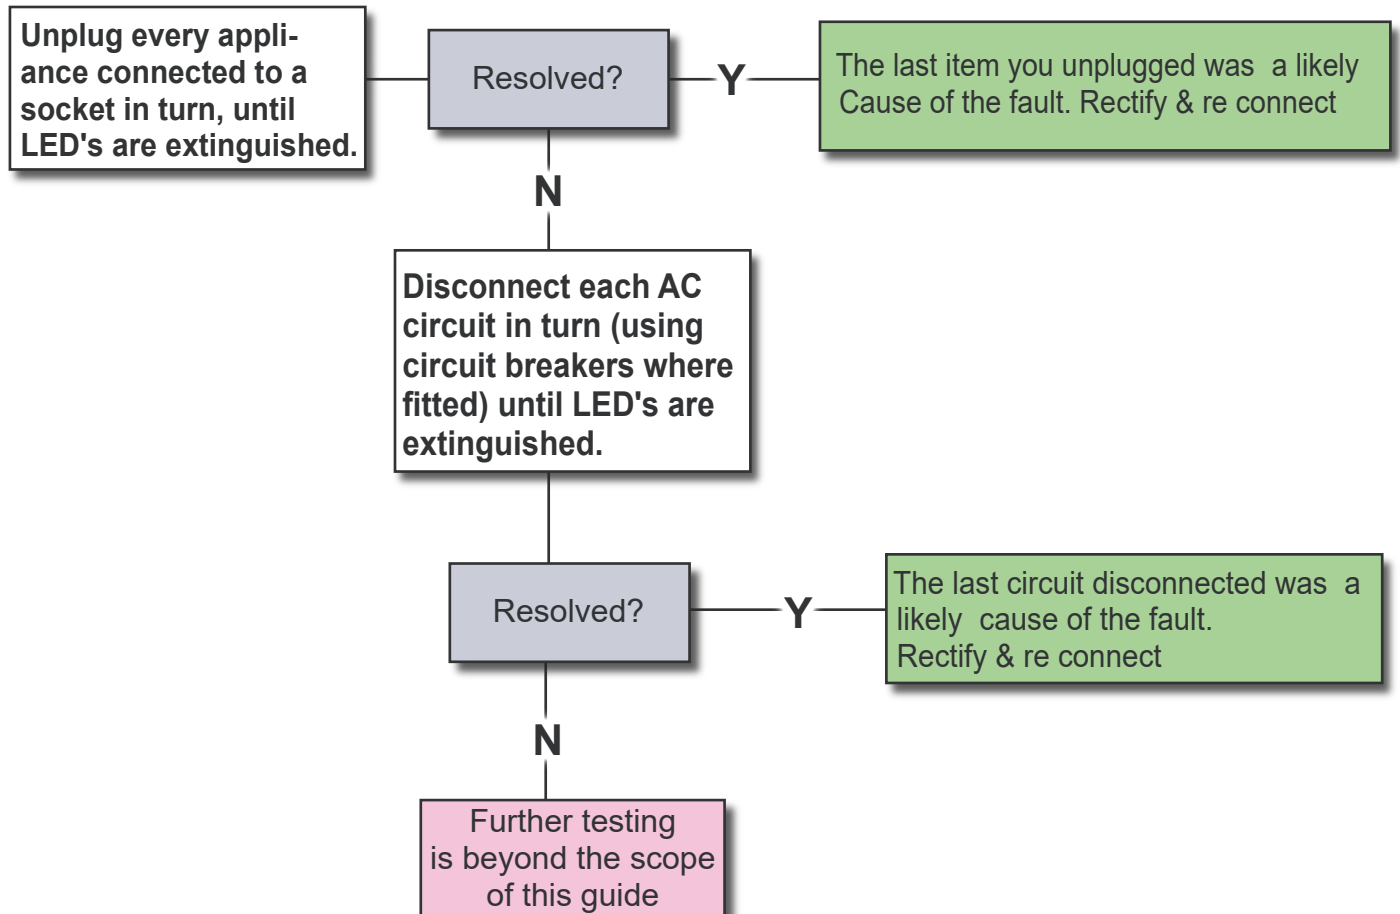 Unplug every appli-
ance connected to a
socket in turn, until
LED's are extinguished.
Resolved?
Y
The last item you unplugged was  a likely
Cause of the fault. Rectify & re connect
N
Disconnect each AC
circuit in turn (using
circuit breakers where
fitted) until LED's are
extinguished.
Resolved?
Y
The last circuit disconnected was  a
likely  cause of the fault.
Rectify & re connect
N
Further testing
is beyond the scope
of this guide